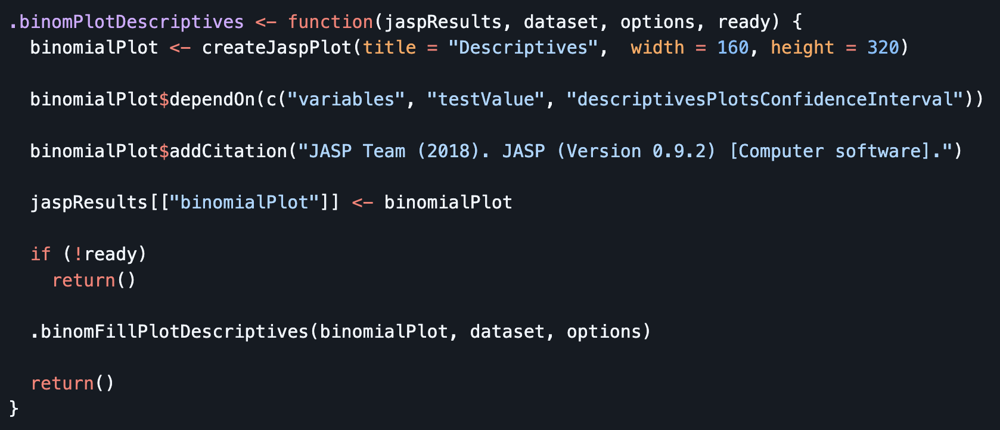 .binomPlotDescriptives <- function(jaspResults, dataset, options, ready) {
  binomialPlot <- createJaspPlot(title = "Descriptives",  width = 160, height = 320)

  binomialPlot$dependOn(c("variables", "testValue", "descriptivesPlotsConfidenceInterval"))

  binomialPlot$addCitation("JASP Team (2018). JASP (Version 0.9.2) [Computer software].")

  jaspResults[["binomialPlot"]] <- binomialPlot

  if (!ready)
    return()

  .binomFillPlotDescriptives(binomialPlot, dataset, options)

  return()
}